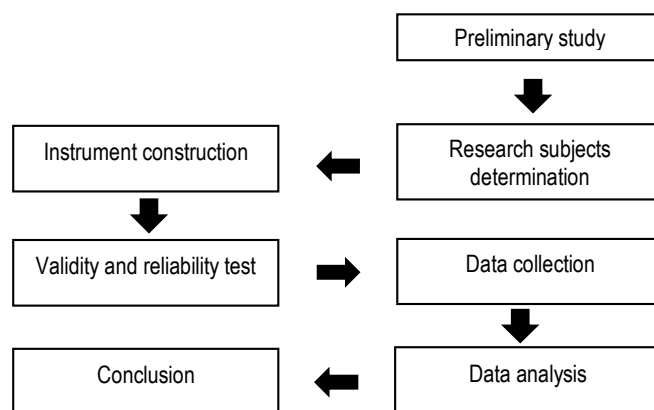 Preliminary study
Research subjects
determination
Instrument construction
Validity and reliability test
Data collection
Data analysis
Conclusion